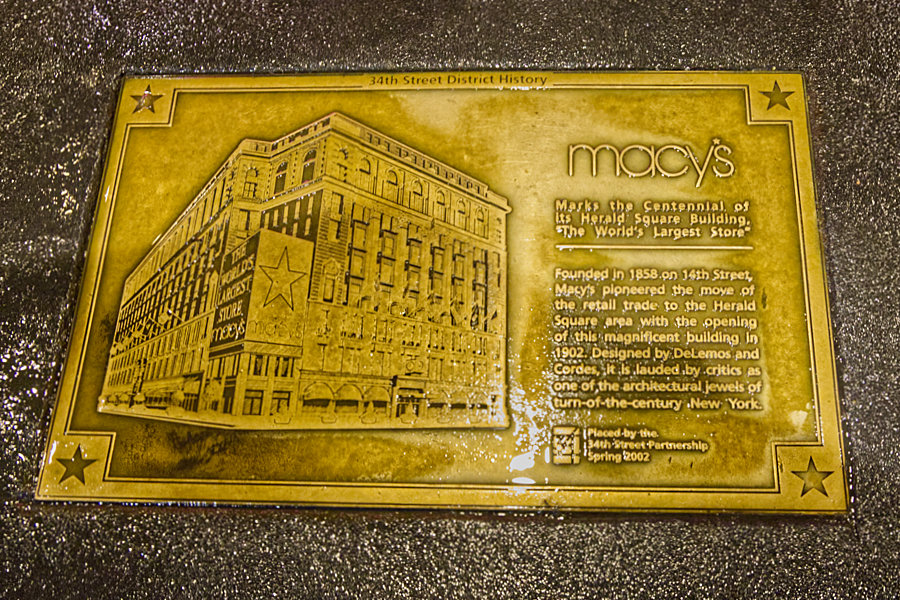 34th Street District History
macy's
Marks the Centennial of
its Herald Square Building,
"The World's Largest Store"
Founded in 1858 on 14th Street,
Macy's pioneered the move of
the retail trade to the Herald
Square area with the opening
of this magnificent building in
1902. Designed by DeLemos and
Cordes, it is lauded by critics as
one of the architectural jewels of
turn-of-the-century New York.
Placed by the
34th Street Partnership
Spring 2002
THE
WORLD'S
LARGEST
STORE
macy's
macy's